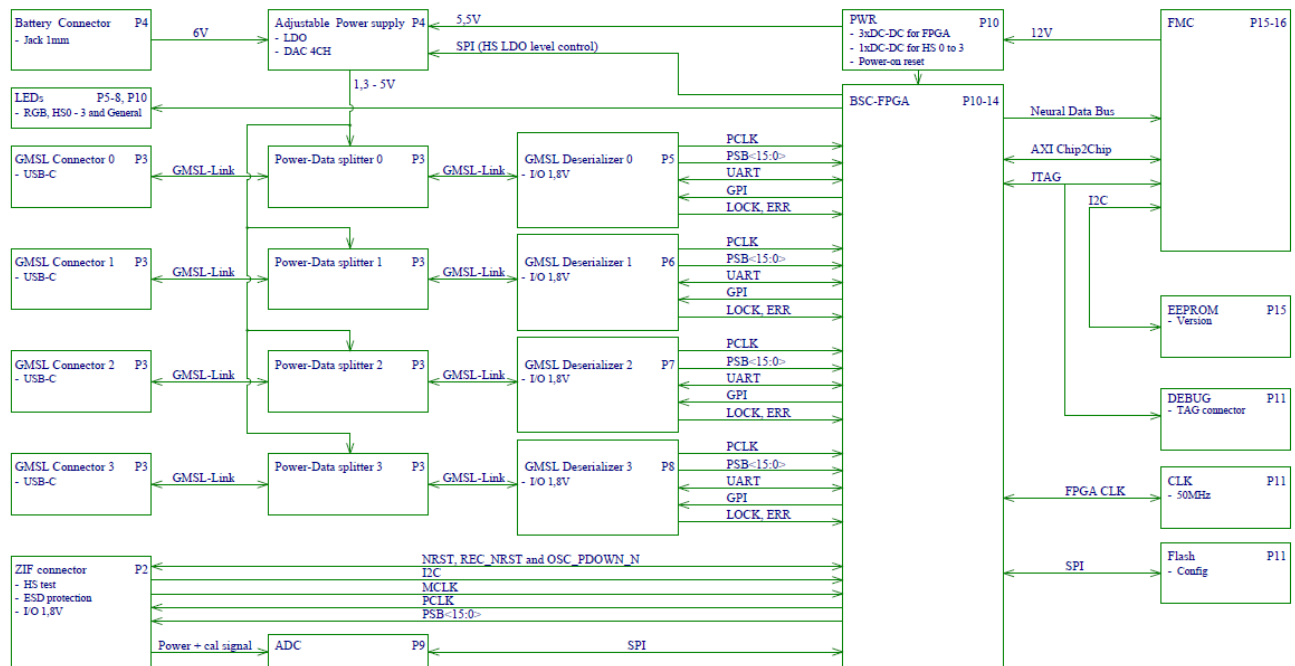 Battery Connector P4
- Jack 1mm
6V
Adjustable Power supply P4
- LDO
- DAC 4CH
5,5V
SPI (HS LDO level control)
PWR P10
- 3xDC-DC for FPGA
- 1xDC-DC for HS 0 to 3
- Power-on reset
12V
FMC P15-16
1,3 - 5V
LEDs P5-8, P10
- RGB, HS0 - 3 and General
BSC-FPGA P10-14
Neural Data Bus
AXI Chip2Chip
JTAG
I2C
GMSL Connector 0 P3
- USB-C
GMSL-Link
Power-Data splitter 0 P3
GMSL-Link
GMSL Deserializer 0 P5
- I/O 1,8V
PCLK
PSB<15:0>
UART
GPI
LOCK, ERR
GMSL Connector 1 P3
- USB-C
GMSL-Link
Power-Data splitter 1 P3
GMSL-Link
GMSL Deserializer 1 P6
- I/O 1,8V
PCLK
PSB<15:0>
UART
GPI
LOCK, ERR
EEPROM P15
- Version
GMSL Connector 2 P3
- USB-C
GMSL-Link
Power-Data splitter 2 P3
GMSL-Link
GMSL Deserializer 2 P7
- I/O 1,8V
PCLK
PSB<15:0>
UART
GPI
LOCK, ERR
DEBUG P11
- TAG connector
GMSL Connector 3 P3
- USB-C
GMSL-Link
Power-Data splitter 3 P3
GMSL-Link
GMSL Deserializer 3 P8
- I/O 1,8V
PCLK
PSB<15:0>
UART
GPI
LOCK, ERR
FPGA CLK
CLK P11
- 50MHz
SPI
Flash P11
- Config
ZIF connector P2
- HS test
- ESD protection
- I/O 1,8V
NRST, REC_NRST and OSC_PDOWN_N
I2C
MCLK
PCLK
PSB<15:0>
Power + cal signal
ADC P9
SPI